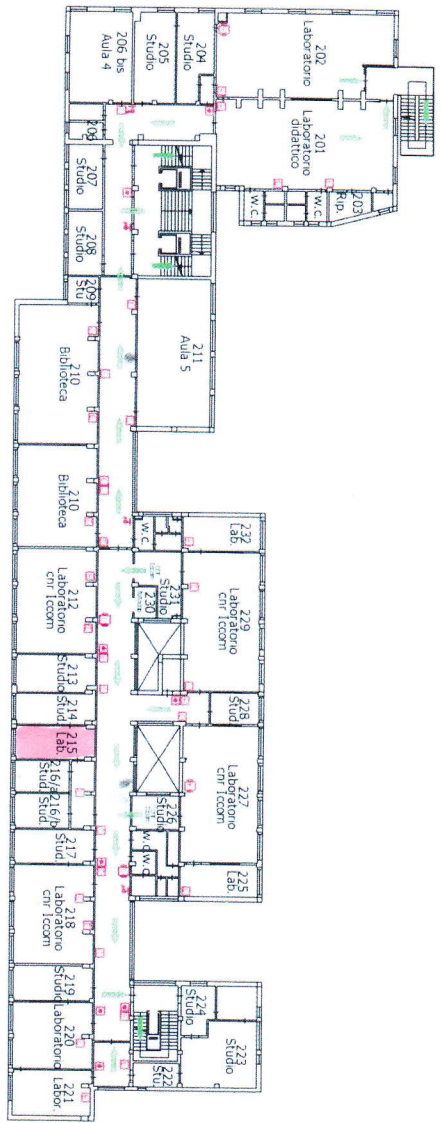 202
Laboratorio
204
Studio
205
Studio
206 bis
Aula 4
201
Laboratorio
didattico
206
203
Rip.
w.c.
w.c.
207
Studio
208
Studio
209
Stu
211
Aula 5
210
Biblioteca
210
Biblioteca
232
Lab.
w.c.
231
Studio
230
229
Laboratorio
cnr Iccom
212
Laboratorio
cnr Iccom
213
Studio
214
Stud.
228
Stud.
215
Lab.
227
Laboratorio
cnr Iccom
216/a
Stud.
216/b
Stud.
226
Studio
217
Stud.
w.c.
w.c.
225
Lab.
218
Laboratorio
cnr Iccom
219
Studio
224
Studio
220
Laboratorio
223
Studio
222
Stu.
221
Labor.